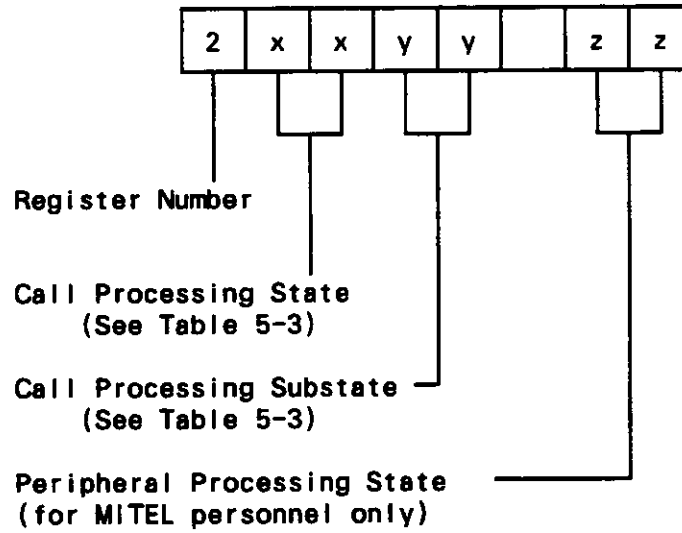 2 x x y y z z
Register Number
Call Processing State
(See Table 5-3)
Call Processing Substate
(See Table 5-3)
Peripheral Processing State
(for MITEL personnel only)